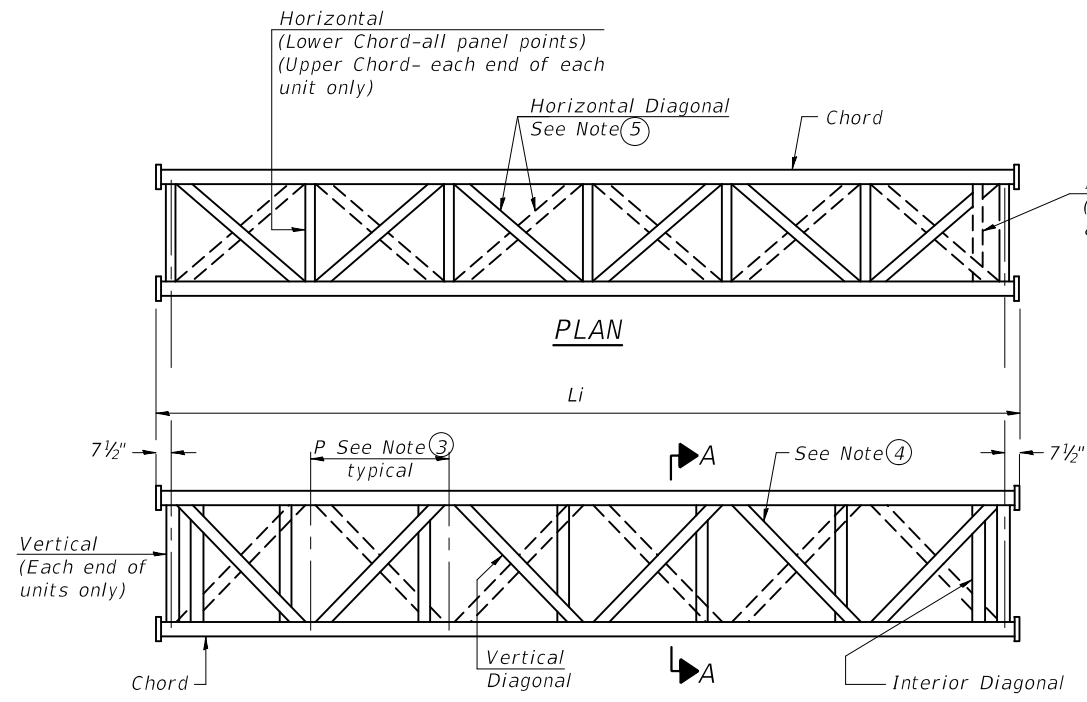 Horizontal
(Lower Chord-all panel points)
(Upper Chord- each end of each
unit only)
Horizontal Diagonal
See Note 5
Chord
PLAN
Li
7½"
P See Note 3
typical
A
See Note 4
7½"
Vertical
(Each end of
units only)
Chord
Vertical
Diagonal
A
Interior Diagonal